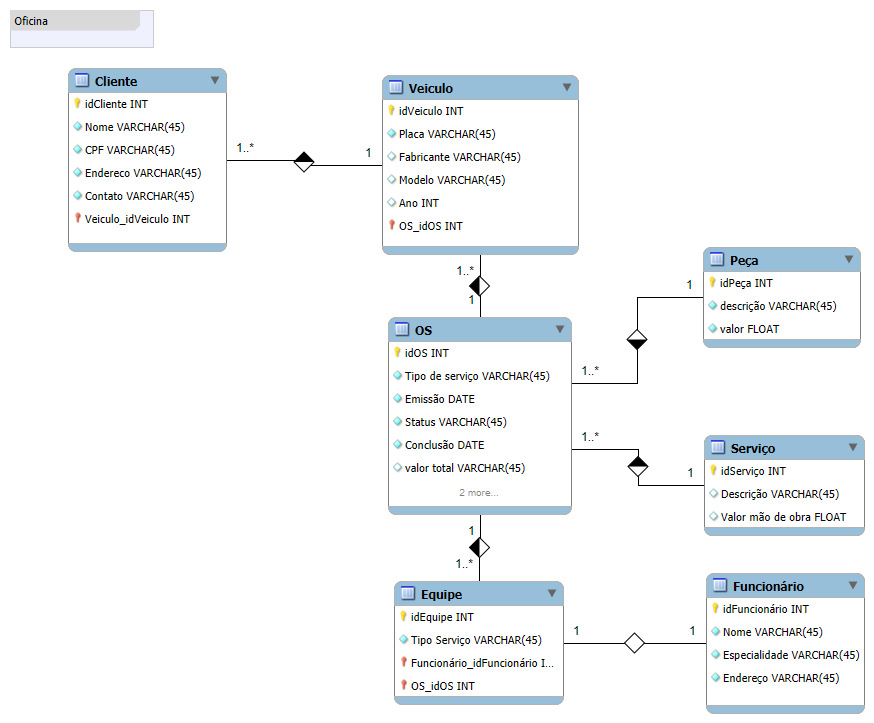 Oficina
Cliente
idCliente INT
Nome VARCHAR(45)
CPF VARCHAR(45)
Endereco VARCHAR(45)
Contato VARCHAR(45)
Veiculo_idVeiculo INT
1..*
1
Veiculo
idVeiculo INT
Placa VARCHAR(45)
Fabricante VARCHAR(45)
Modelo VARCHAR(45)
Ano INT
OS_idOS INT
1..*
1
OS
idOS INT
Tipo de serviço VARCHAR(45)
Emissão DATE
Status VARCHAR(45)
Conclusão DATE
valor total VARCHAR(45)
2 more...
1..*
1
Peça
idPeça INT
descrição VARCHAR(45)
valor FLOAT
1..*
1
Serviço
idServiço INT
Descrição VARCHAR(45)
Valor mão de obra FLOAT
1
1..*
Equipe
idEquipe INT
Tipo Serviço VARCHAR(45)
Funcionário_idFuncionário I...
OS_idOS INT
1
1
Funcionário
idFuncionário INT
Nome VARCHAR(45)
Especialidade VARCHAR(45)
Endereço VARCHAR(45)